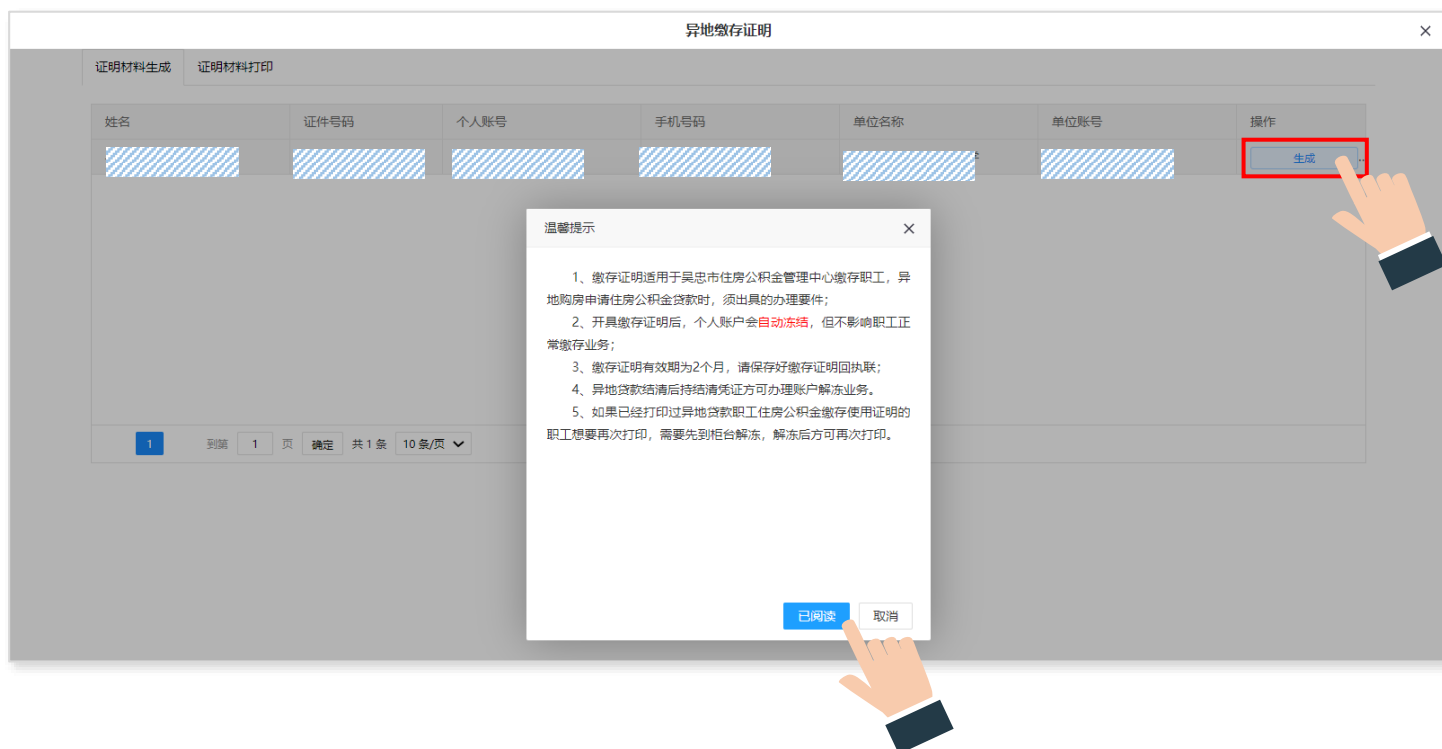 异地缴存证明
证明材料生成 证明材料打印
姓名 证件号码 个人账号 手机号码 单位名称 单位账号 操作
生成
温馨提示
1、缴存证明适用于吴忠市住房公积金管理中心缴存职工，异
地购房申请住房公积金贷款时，须出具的办理要件；
2、开具缴存证明后，个人账户会自动冻结，但不影响职工正
常缴存业务；
3、缴存证明有效期为2个月，请保存好缴存证明回执联；
4、异地贷款结清后持结清凭证方可办理账户解冻业务。
5、如果已经打印过异地贷款职工住房公积金缴存使用证明的
职工想要再次打印，需要先到柜台解冻，解冻后方可再次打印。
1 到第 1 页 确定 共 1 条 10 条/页
已阅读 取消